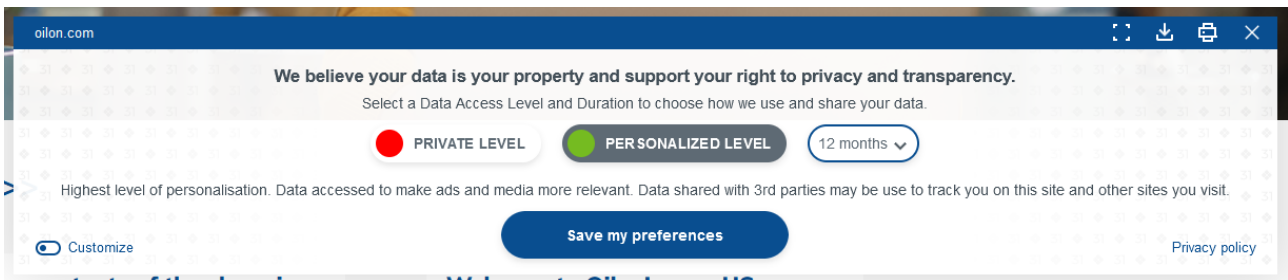 oilon.com
We believe your data is your property and support your right to privacy and transparency.
Select a Data Access Level and Duration to choose how we use and share your data.
PRIVATE LEVEL
PERSONALIZED LEVEL
12 months
Highest level of personalisation. Data accessed to make ads and media more relevant. Data shared with 3rd parties may be use to track you on this site and other sites you visit.
Save my preferences
Customize
Privacy policy